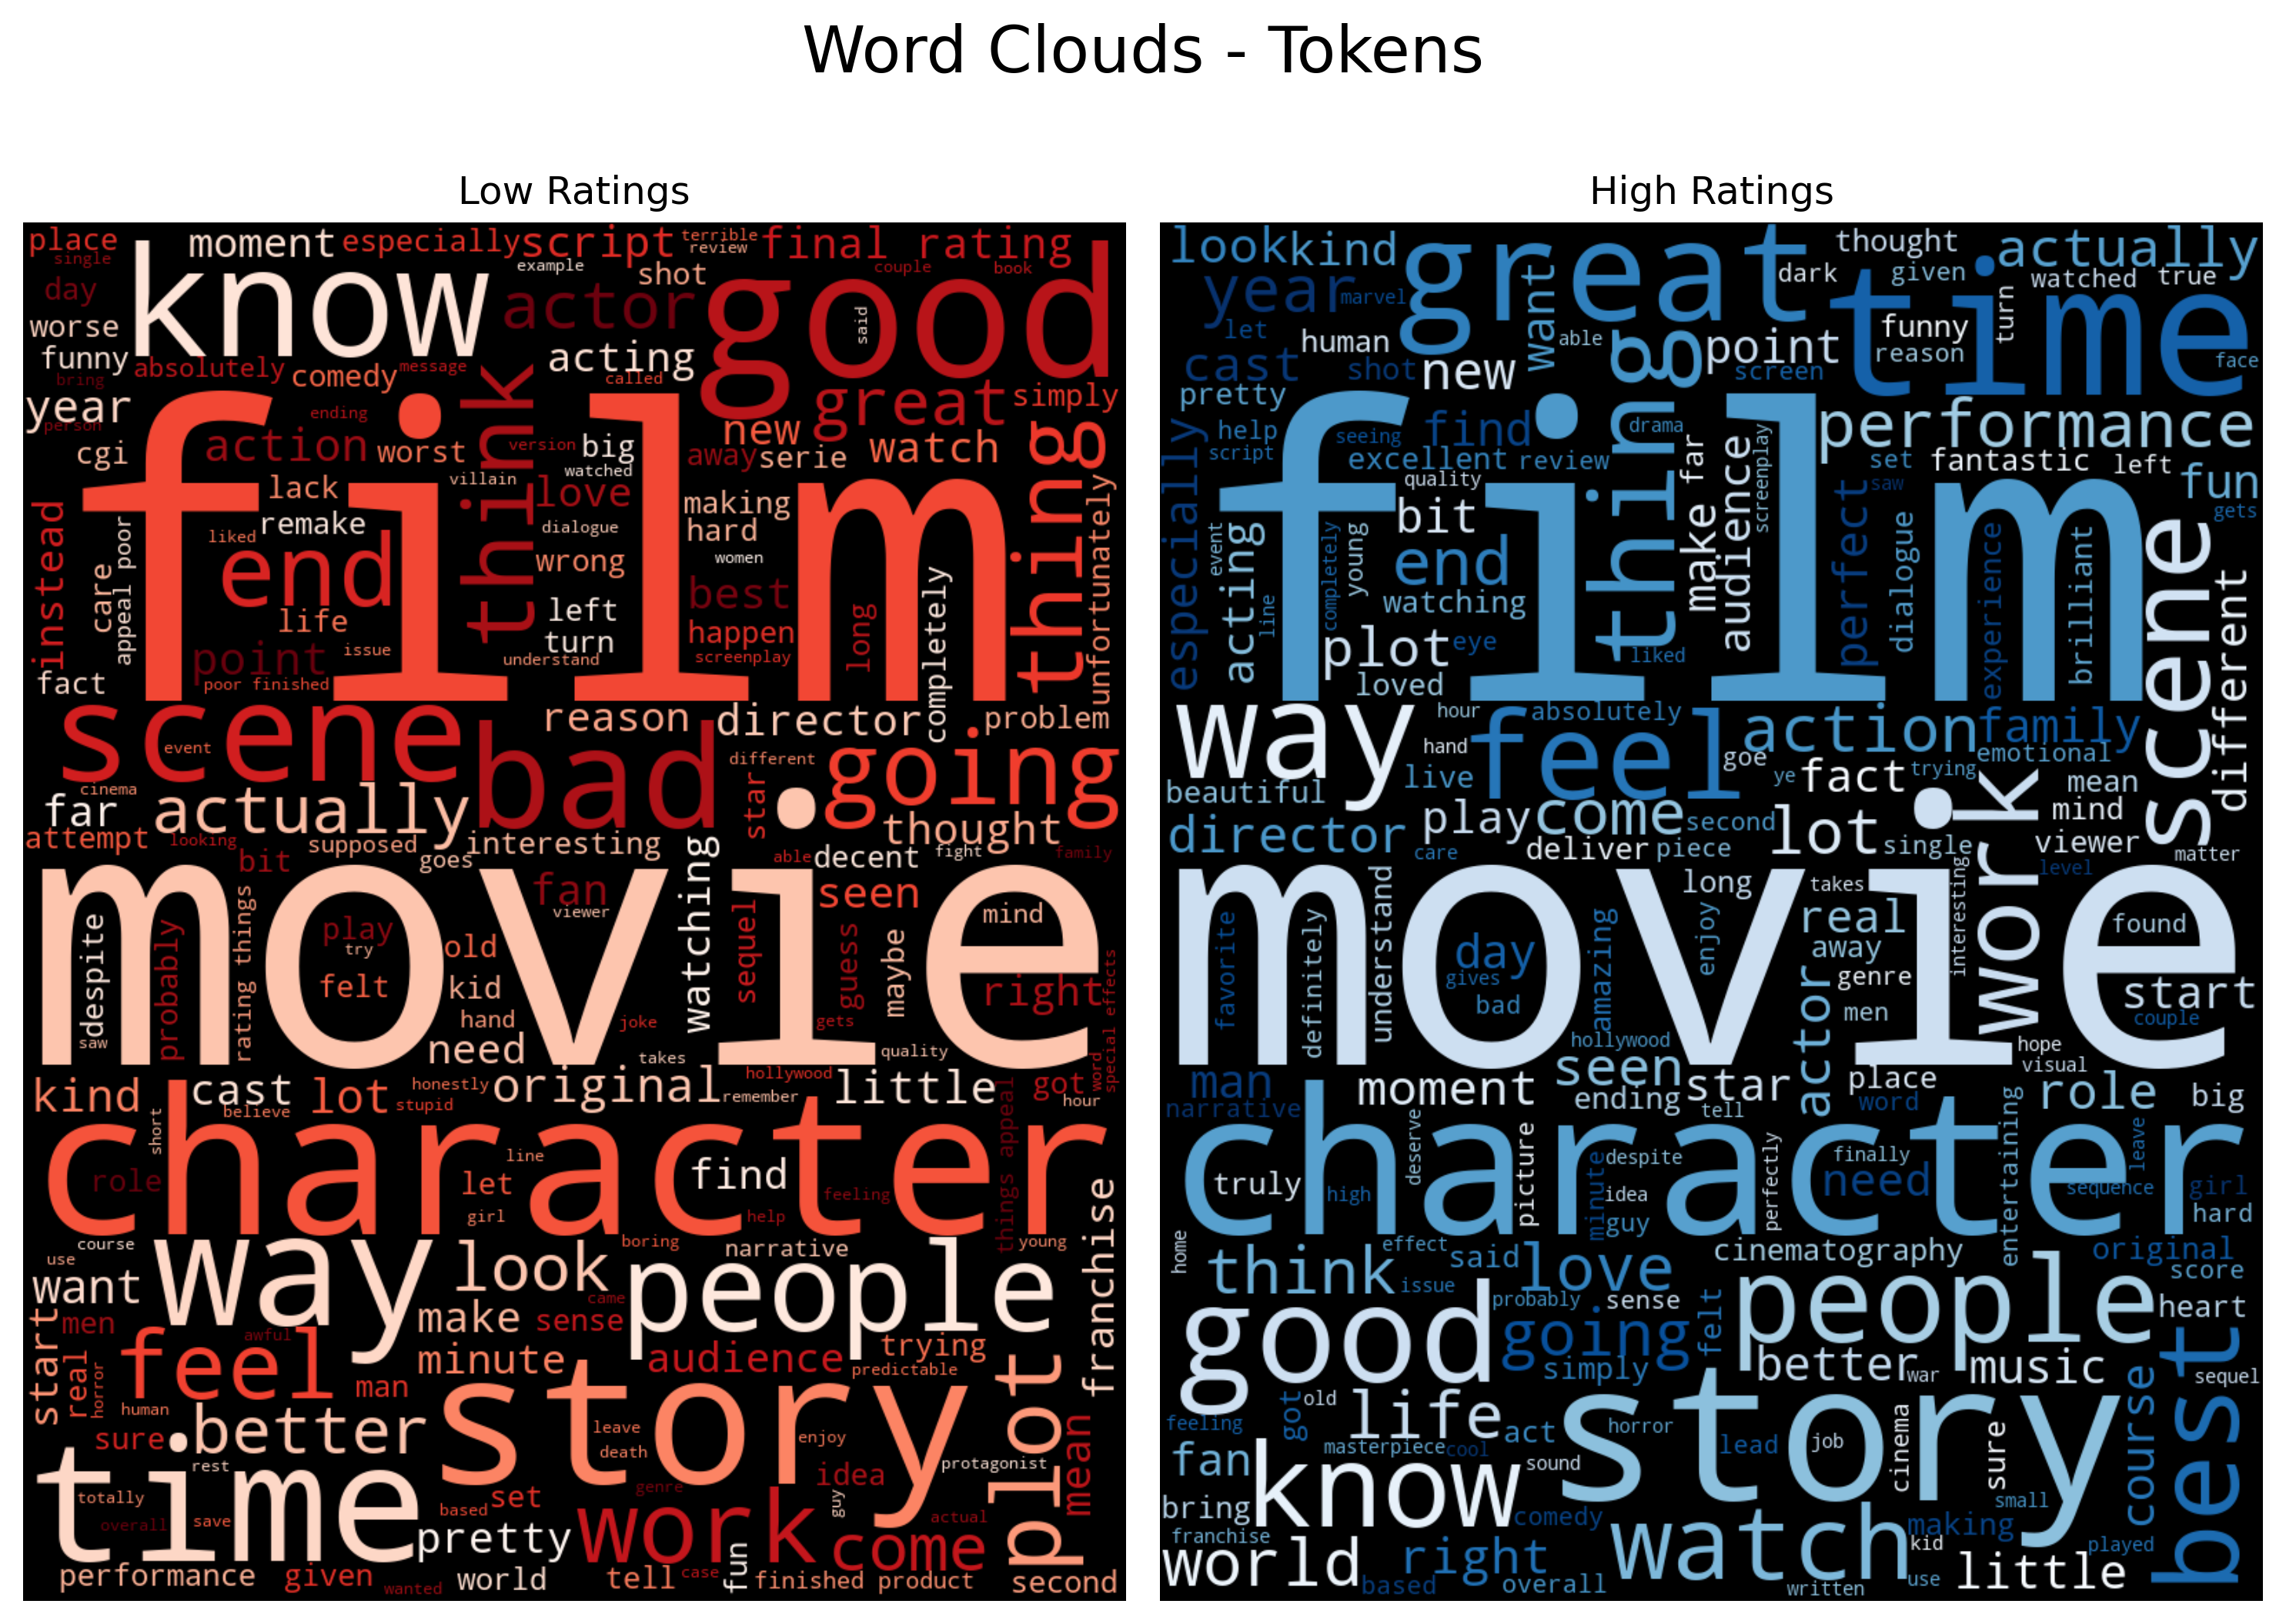 Word Clouds - Tokens
Low Ratings
place
single
day
worse
funny
bring
year
person
cgi
know
moment
especially
script
terrible
review
final rating
example
shot
couple
book
actor
good
said
acting
called
absolutely
comedy
message
great
simply
ending
think
action
worst
version
big
new
watch
away
serie
thing
film
villain
watched
lack
love
making
remake
dialogue
hard
liked
end
wrong
women
instead
care
appeal poor
best
completely
unfortunately
life
left
happen
long
turn
point
issue
understand
screenplay
fact
poor finished
scene
reason
director
problem
event
bad
different
going
cinema
far
actually
star
thought
attempt
looking
supposed
interesting
bit
goes
able
decent
fight
family
movie
fan
viewer
watching
seen
mind
despite
probably
rating things
play
try
old
sequel
guess
maybe
felt
kid
right
special effects
hand
joke
gets
saw
need
takes
quality
kind
cast
lot
honestly
original
hollywood
remember
little
got
word
hour
believe
stupid
short
character
things appeal
role
line
let
find
feeling
girl
help
franchise
course
use
boring
narrative
young
want
way
look
people
came
start
men
make
sense
awful
trying
feel
minute
audience
predictable
real
horror
man
story
plot
human
better
leave
enjoy
mean
sure
death
time
rest
idea
protagonist
totally
genre
based
set
guy
overall
save
work
actual
pretty
come
performance
given
wanted
world
tell
case
fun
finished product
second
High Ratings
look
kind
great
thought
actually
dark
given
watched
true
year
marvel
want
time
let
human
able
point
funny
turn
cast
shot
new
thing
screen
reason
face
pretty
performance
help
script
seeing
find
drama
far
audience
excellent
review
set
fantastic
left
fun
especially
quality
make
screenplay
perfect
saw
gets
film
bit
acting
event
completely
young
end
dialogue
experience
brilliant
scene
different
line
watching
plot
eye
liked
loved
way
hour
absolutely
action
family
hand
feel
goe
emotional
beautiful
live
ye
fact
trying
mean
work
director
play
come
second
lot
mind
care
deliver
piece
single
viewer
matter
movie
understand
long
takes
interesting
level
favorite
definitely
day
amazing
enjoy
real
found
gives
away
bad
actor
genre
start
men
couple
hollywood
hope
man
moment
seen
star
place
visual
narrative
ending
tell
word
role
big
character
deserve
picture
minute
despite
perfectly
finally
entertaining
leave
truly
high
idea
need
sequence
girl
guy
hard
home
think
effect
said
love
cinematography
original
issue
score
good
probably
sense
felt
people
heart
going
simply
better
war
music
course
best
sequel
feeling
got
old
life
act
story
horror
fan
masterpiece
cool
lead
job
cinema
sure
know
sound
bring
small
franchise
comedy
watch
making
played
world
right
kid
based
overall
written
use
little